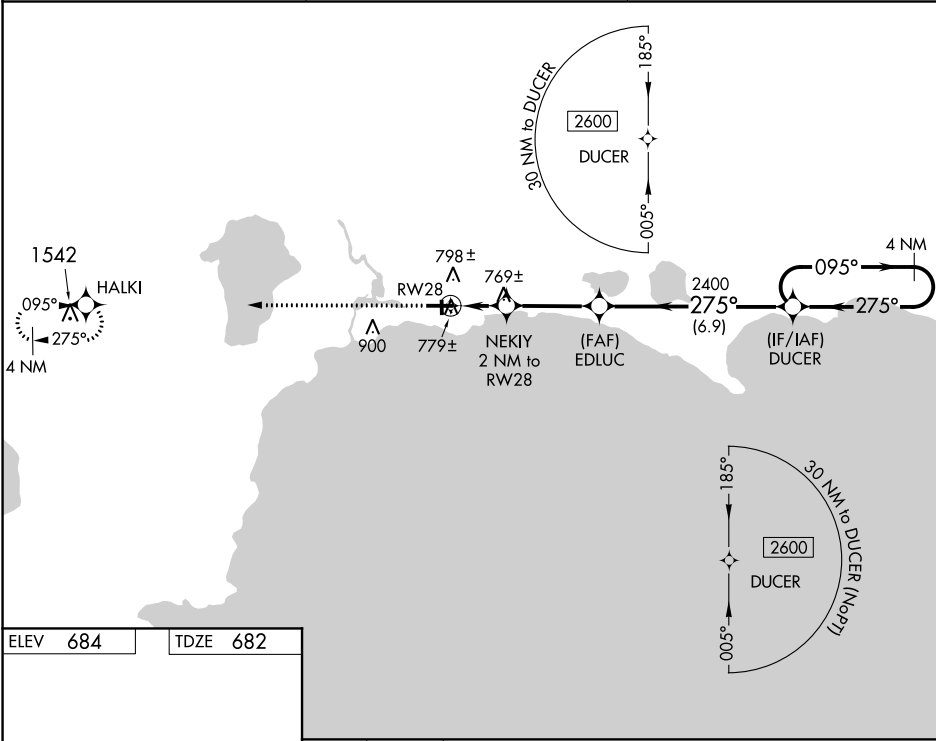 30 NM to DUCER
185°
2600
DUCER
005°
1542
HALKI
095°
275°
4 NM
798±
RW28
769±
900
779±
NEKIY
2 NM to
RW28
(FAF)
EDLUC
2400
275°
(6.9)
(IF/IAF)
DUCER
095°
4 NM
275°
185°
30 NM to DUCER (NoPT)
2600
DUCER
005°
ELEV 684
TDZE 682